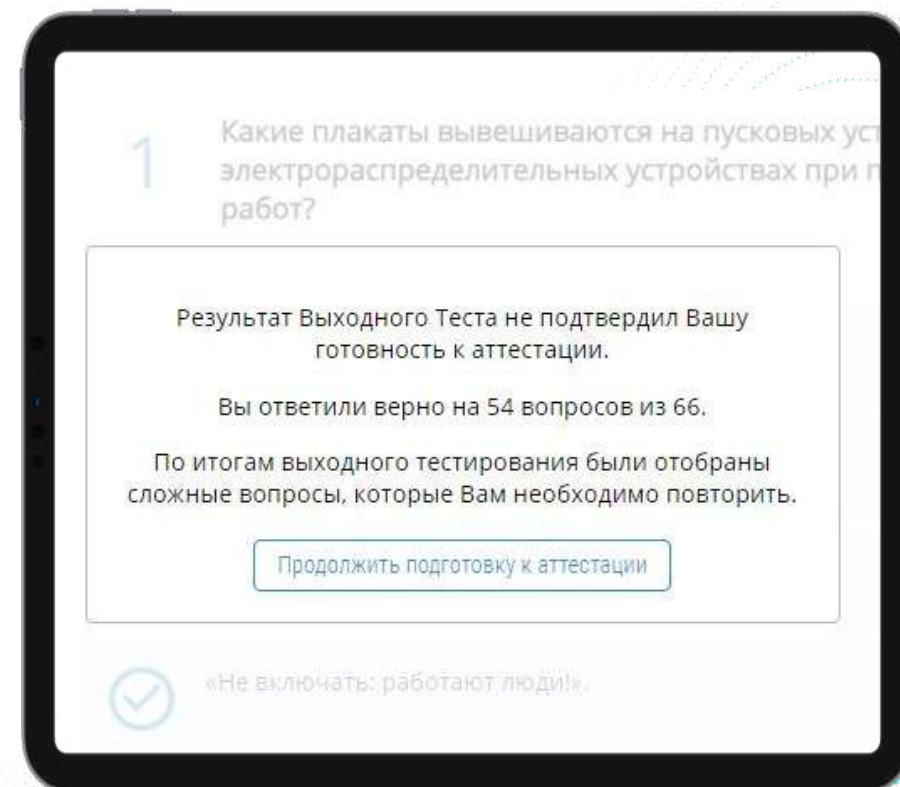 1
Какие плакаты вывешиваются на пусковых
электрораспределительных устройствах при
работ?
Результат Выходного Теста не подтвердил Вашу
готовность к аттестации.
Вы ответили верно на 54 вопросов из 66.
По итогам выходного тестирования были отобраны
сложные вопросы, которые Вам необходимо повторить.
Продолжить подготовку к аттестации
«Не включать: работают люди!».